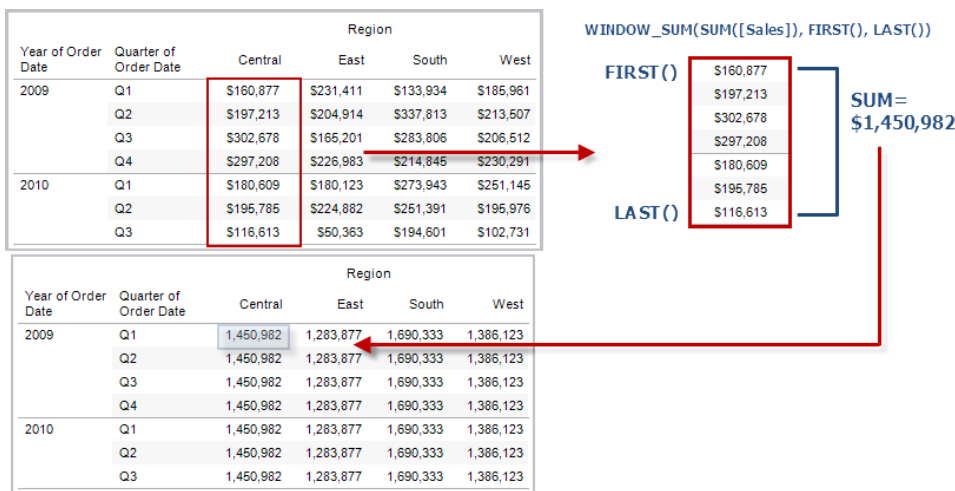 Region
Year of Order Date Quarter of Order Date Central East South West
2009 Q1 $160,877 $231,411 $133,934 $185,961
Q2 $197,213 $204,914 $337,813 $213,507
Q3 $302,678 $165,201 $283,806 $206,512
Q4 $297,208 $226,983 $214,845 $230,291
2010 Q1 $180,609 $180,123 $273,943 $251,145
Q2 $195,785 $224,882 $251,391 $195,976
Q3 $116,613 $50,363 $194,601 $102,731
WINDOW_SUM(SUM([Sales]), FIRST(), LAST())
FIRST() $160,877
$197,213
$302,678
$297,208
$180,609
$195,785
LAST() $116,613
SUM=
$1,450,982
Region
Year of Order Date Quarter of Order Date Central East South West
2009 Q1 1,450,982 1,283,877 1,690,333 1,386,123
Q2 1,450,982 1,283,877 1,690,333 1,386,123
Q3 1,450,982 1,283,877 1,690,333 1,386,123
Q4 1,450,982 1,283,877 1,690,333 1,386,123
2010 Q1 1,450,982 1,283,877 1,690,333 1,386,123
Q2 1,450,982 1,283,877 1,690,333 1,386,123
Q3 1,450,982 1,283,877 1,690,333 1,386,123